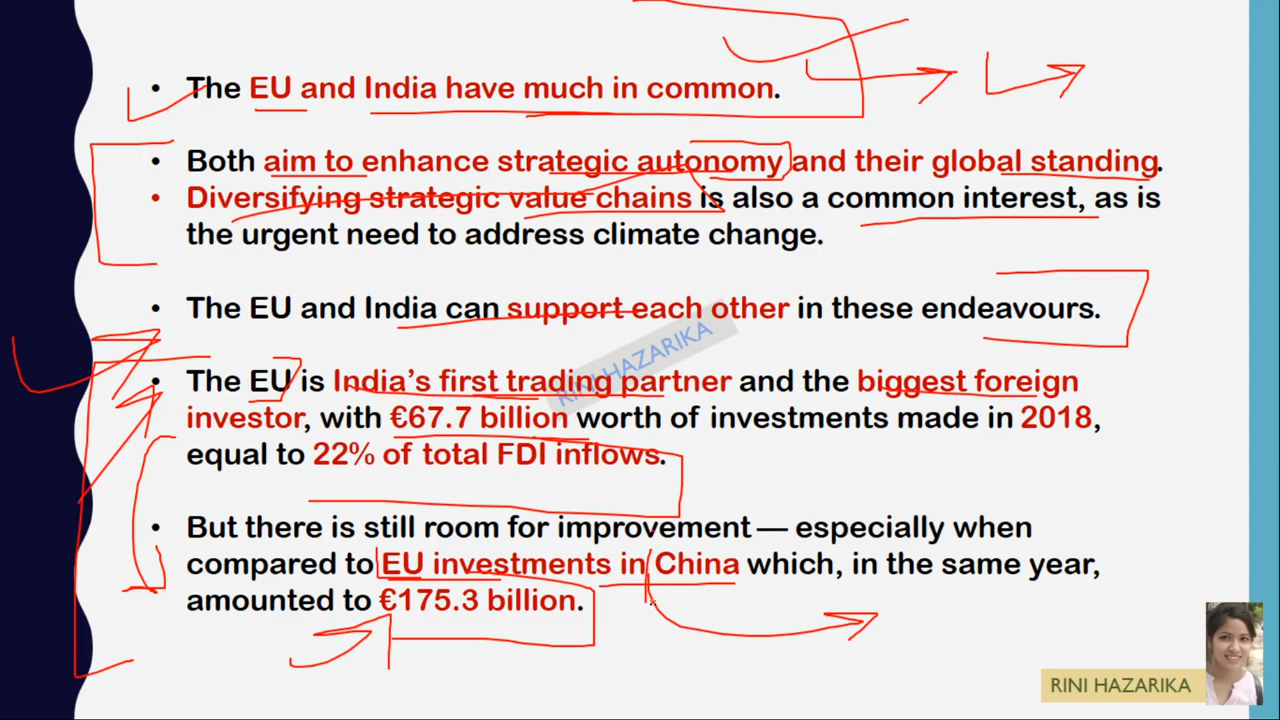 • The EU and India have much in common.
• Both aim to enhance strategic autonomy and their global standing.
• Diversifying strategic value chains is also a common interest, as is
the urgent need to address climate change.
• The EU and India can support each other in these endeavours.
RINI HAZARIKA
• The EU is India's first trading partner and the biggest foreign
investor, with €67.7 billion worth of investments made in 2018,
equal to 22% of total FDI inflows.
• But there is still room for improvement — especially when
compared to EU investments in China which, in the same year,
amounted to €175.3 billion.
RINI HAZARIKA